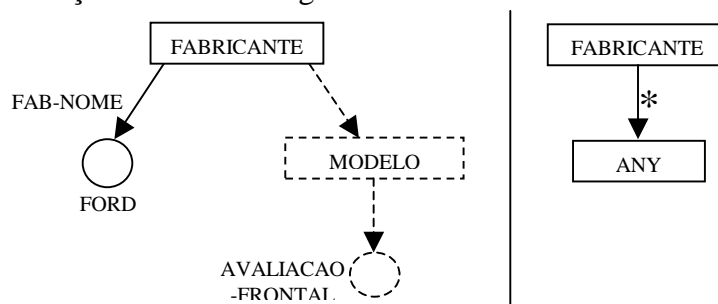 FABRICANTE
FAB-NOME
MODELO
FORD
AVALIACAO
-FRONTAL
FABRICANTE
*
ANY